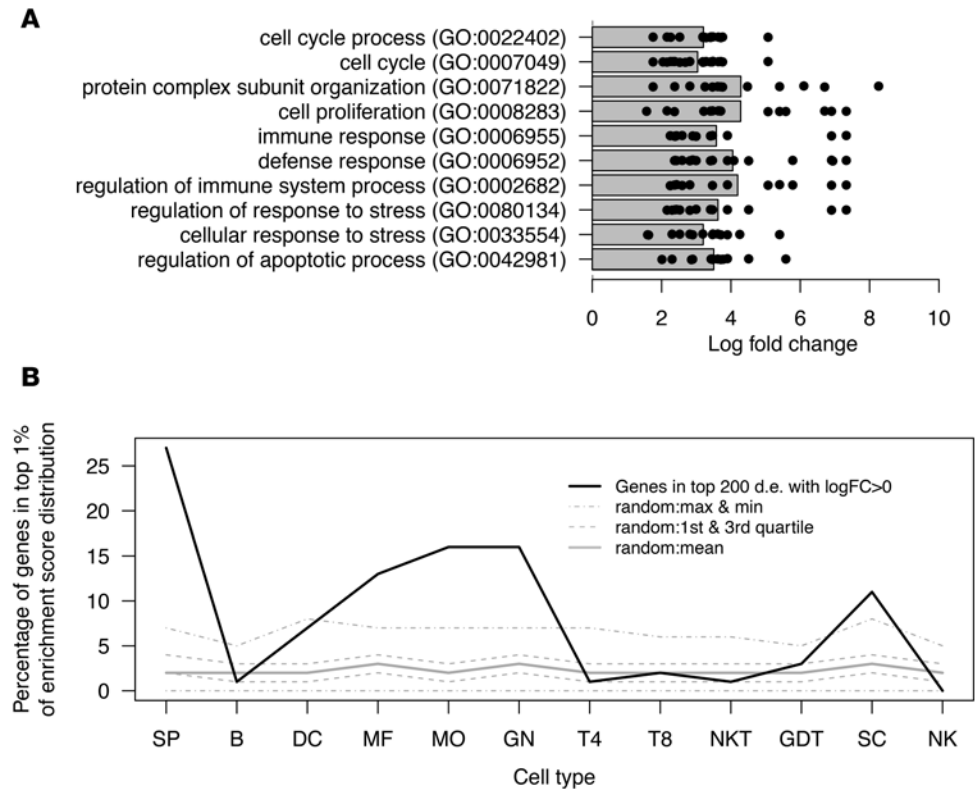 A
cell cycle process (GO:0022402)
cell cycle (GO:0007049)
protein complex subunit organization (GO:0071822)
cell proliferation (GO:0008283)
immune response (GO:0006955)
defense response (GO:0006952)
regulation of immune system process (GO:0002682)
regulation of response to stress (GO:0080134)
cellular response to stress (GO:0033554)
regulation of apoptotic process (GO:0042981)
0 2 4 6 8 10
Log fold change
B
Percentage of genes in top 1%
of enrichment score distribution
25
20
15
10
5
0
Genes in top 200 d.e. with logFC>0
random:max & min
random:1st & 3rd quartile
random:mean
SP B DC MF MO GN T4 T8 NKT GDT SC NK
Cell type